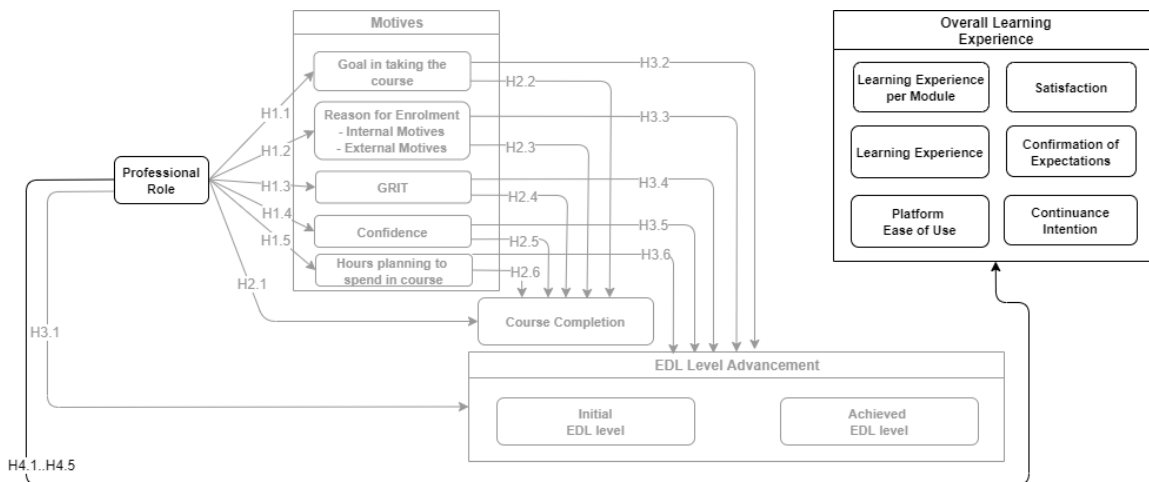 Motives
Goal in taking the
course
Reason for Enrolment
- Internal Motives
- External Motives
GRIT
Confidence
Hours planning to
spend in course
Professional
Role
H1.1
H1.2
H1.3
H1.4
H1.5
H2.1
H3.1
H3.2
H2.2
H3.3
H2.3
H3.4
H2.4
H3.5
H2.5
H3.6
H2.6
Course Completion
EDL Level Advancement
Initial
EDL level
Achieved
EDL level
Overall Learning
Experience
Learning Experience
per Module
Satisfaction
Learning Experience
Confirmation of
Expectations
Platform
Ease of Use
Continuance
Intention
H4.1..H4.5